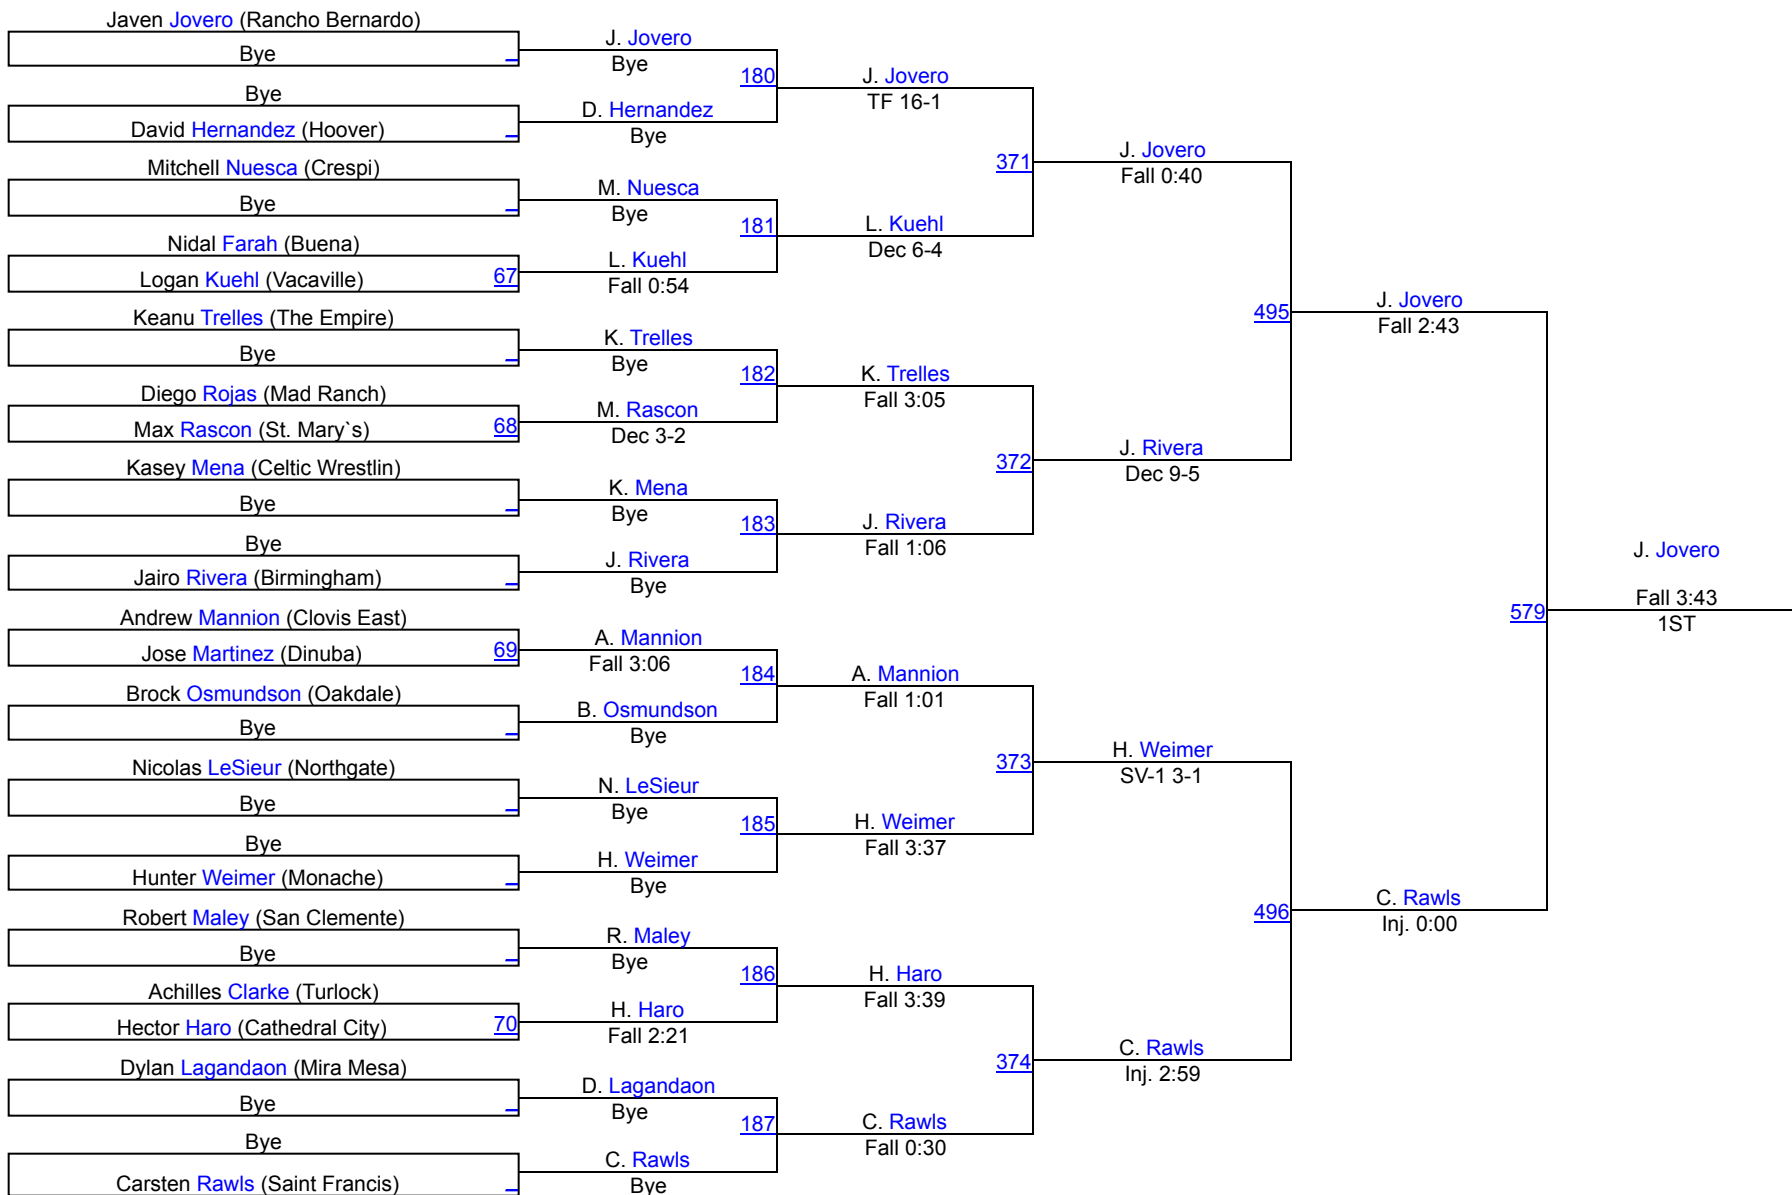 Javen Jovero (Rancho Bernardo)
Bye
Bye
David Hernandez (Hoover)
Mitchell Nuesca (Crespi)
Bye
Nidal Farah (Buena)
Logan Kuehl (Vacaville) 67
Keanu Trelles (The Empire)
Bye
Diego Rojas (Mad Ranch)
Max Rascon (St. Mary`s) 68
Kasey Mena (Celtic Wrestlin)
Bye
Bye
Jairo Rivera (Birmingham)
Andrew Mannion (Clovis East)
Jose Martinez (Dinuba) 69
Brock Osmundson (Oakdale)
Bye
Nicolas LeSieur (Northgate)
Bye
Bye
Hunter Weimer (Monache)
Robert Maley (San Clemente)
Bye
Achilles Clarke (Turlock)
Hector Haro (Cathedral City) 70
Dylan Lagandaon (Mira Mesa)
Bye
Bye
Carsten Rawls (Saint Francis)
J. Jovero
Bye
180
D. Hernandez
Bye
M. Nuesca
Bye
181
L. Kuehl
Fall 0:54
K. Trelles
Bye
182
M. Rascon
Dec 3-2
K. Mena
Bye
183
J. Rivera
Bye
A. Mannion
Fall 3:06
184
B. Osmundson
Bye
N. LeSieur
Bye
185
H. Weimer
Bye
R. Maley
Bye
186
H. Haro
Fall 2:21
D. Lagandaon
Bye
187
C. Rawls
Bye
J. Jovero
TF 16-1
371
L. Kuehl
Dec 6-4
K. Trelles
Fall 3:05
372
J. Rivera
Fall 1:06
A. Mannion
Fall 1:01
373
H. Weimer
Fall 3:37
H. Haro
Fall 3:39
374
C. Rawls
Fall 0:30
J. Jovero
Fall 0:40
495
J. Rivera
Dec 9-5
H. Weimer
SV-1 3-1
496
C. Rawls
Inj. 2:59
J. Jovero
Fall 2:43
579
C. Rawls
Inj. 0:00
J. Jovero
Fall 3:43
1ST